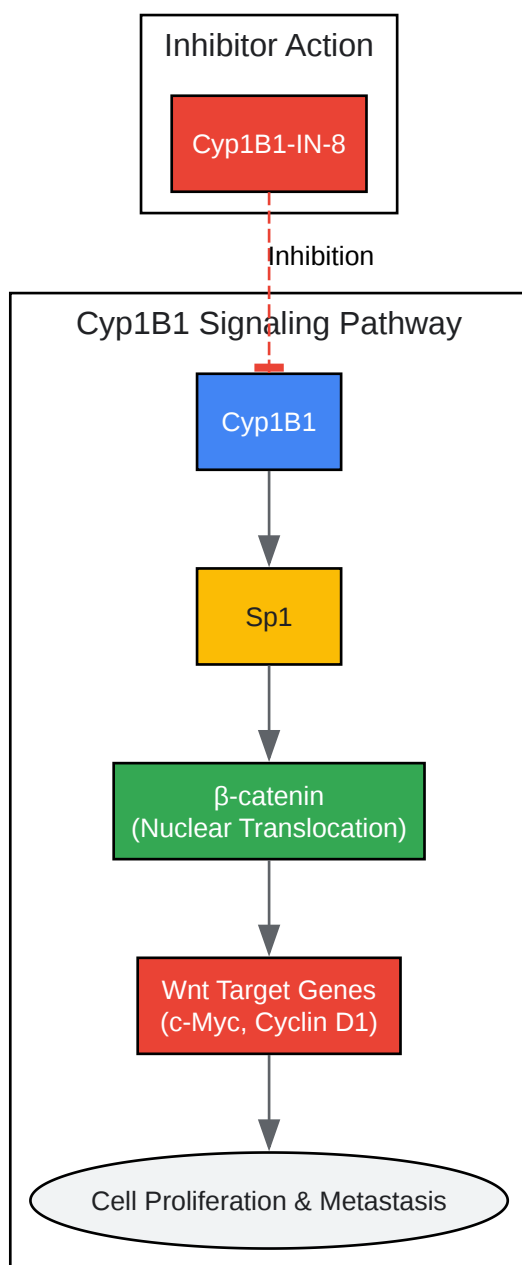 Inhibitor Action
Cyp1B1-IN-8
Inhibition
Cyp1B1 Signaling Pathway
Cyp1B1
Sp1
β-catenin
(Nuclear Translocation)
Wnt Target Genes
(c-Myc, Cyclin D1)
Cell Proliferation & Metastasis